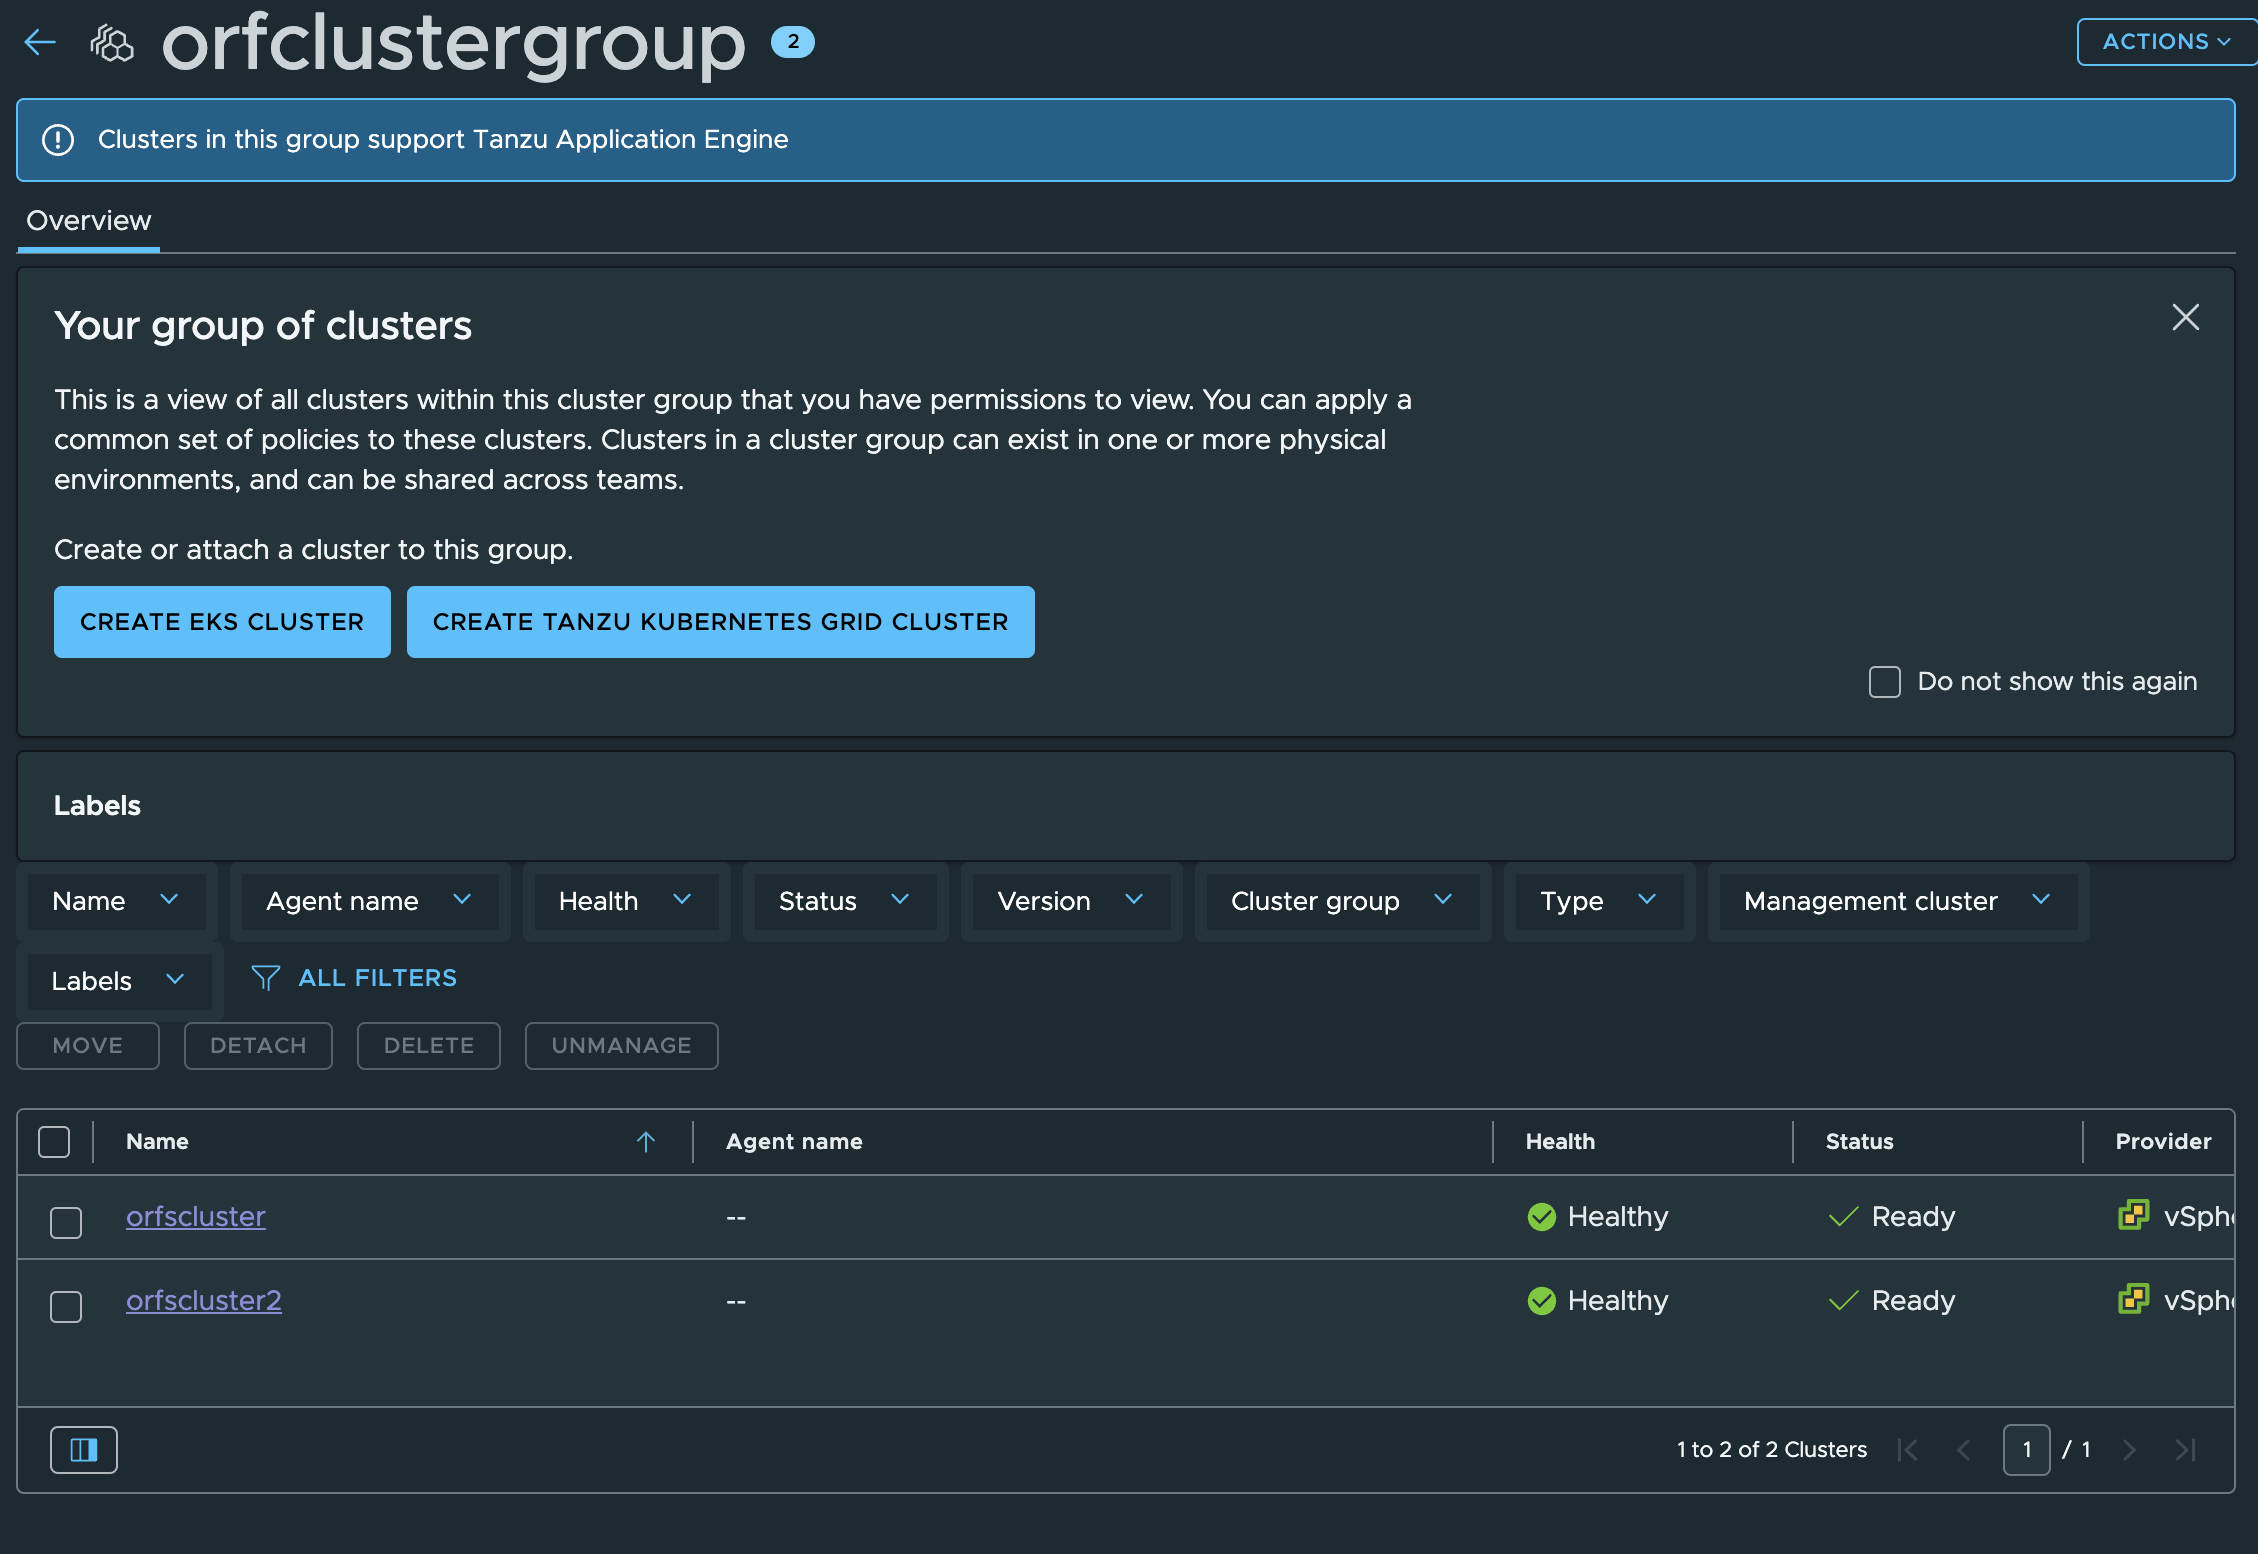 orfclustergroup 2
ACTIONS
Clusters in this group support Tanzu Application Engine
Overview
Your group of clusters
This is a view of all clusters within this cluster group that you have permissions to view. You can apply a
common set of policies to these clusters. Clusters in a cluster group can exist in one or more physical
environments, and can be shared across teams.
Create or attach a cluster to this group.
CREATE EKS CLUSTER CREATE TANZU KUBERNETES GRID CLUSTER
Do not show this again
Labels
Name Agent name Health Status Version Cluster group Type Management cluster
Labels ALL FILTERS
MOVE DETACH DELETE UNMANAGE
Name Agent name Health Status Provider
orfscluster -- Healthy Ready
orfscluster2 -- Healthy Ready
1 to 2 of 2 Clusters 1 / 1